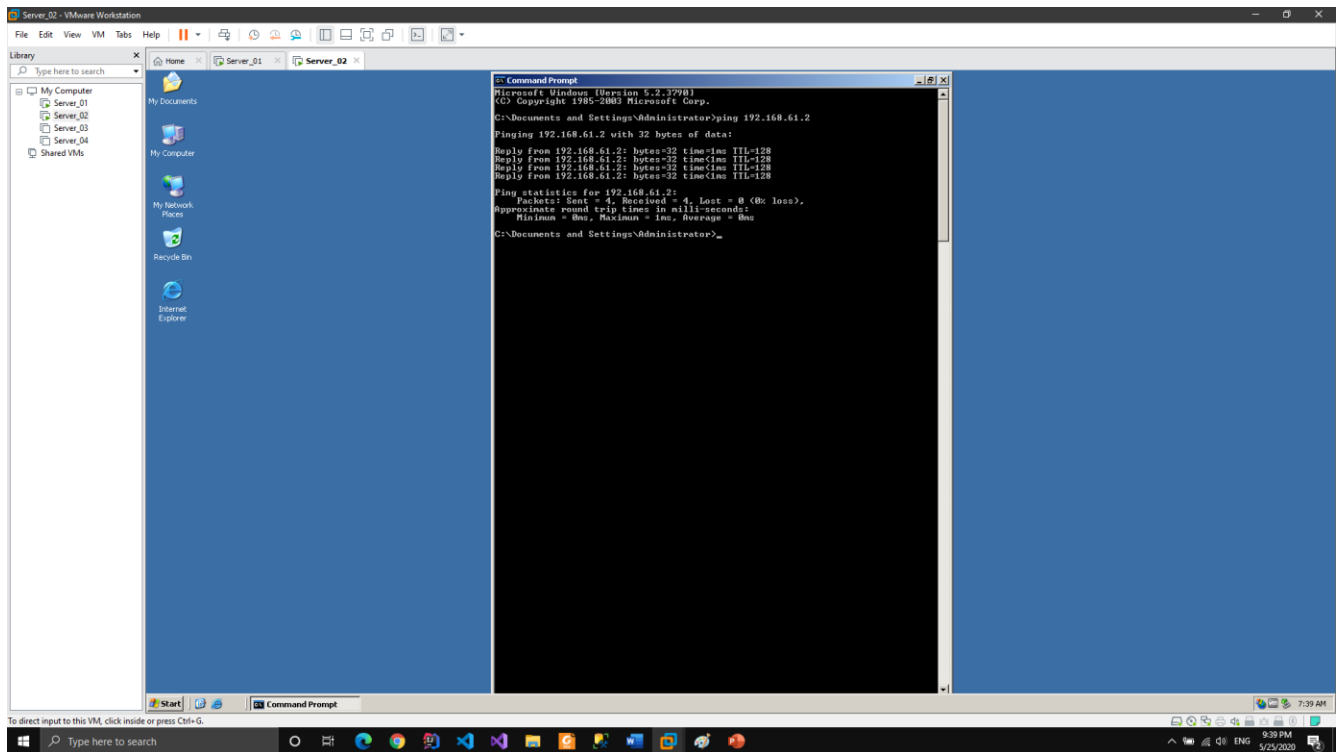 Server_02 - VMware Workstation
File Edit View VM Tabs Help
Library
Type here to search
Home
Server_01
Server_02
My Computer
Server_01
Server_02
Server_03
Server_04
Shared VMs
My Documents
My Computer
My Network
Places
Recycle Bin
Internet
Explorer
Command Prompt
Microsoft Windows [Version 5.2.3790]
(C) Copyright 1985-2003 Microsoft Corp.
C:\Documents and Settings\Administrator>ping 192.168.61.2
Pinging 192.168.61.2 with 32 bytes of data:
Reply from 192.168.61.2: bytes=32 time=1ms TTL=128
Reply from 192.168.61.2: bytes=32 time<1ms TTL=128
Reply from 192.168.61.2: bytes=32 time<1ms TTL=128
Reply from 192.168.61.2: bytes=32 time<1ms TTL=128
Ping statistics for 192.168.61.2:
Packets: Sent = 4, Received = 4, Lost = 0 (0% loss),
Approximate round trip times in milli-seconds:
Minimum = 0ms, Maximum = 1ms, Average = 0ms
C:\Documents and Settings\Administrator>_
Start
Command Prompt
7:39 AM
To direct input to this VM, click inside or press Ctrl+G.
Type here to search
ENG
9:39 PM
5/25/2020